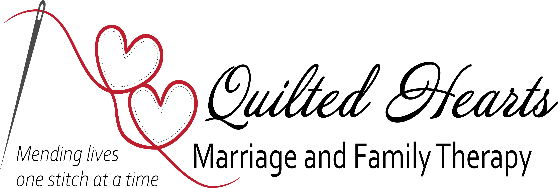 Quilted Hearts
Marriage and Family Therapy
Mending lives
one stitch at a time